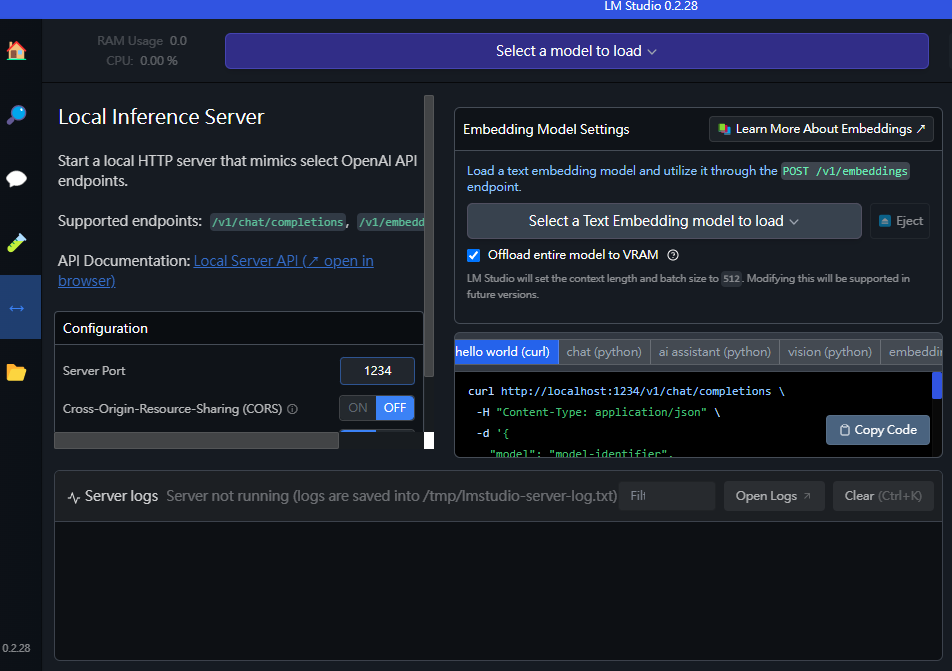 LM Studio 0.2.28
RAM Usage 0.0
CPU: 0.00 %
Select a model to load
Local Inference Server
Start a local HTTP server that mimics select OpenAI API
endpoints.
Supported endpoints: /v1/chat/completions, /v1/embedd
API Documentation: Local Server API (↗ open in
browser)
Configuration
Server Port 1234
Cross-Origin-Resource-Sharing (CORS) ON OFF
Embedding Model Settings
Learn More About Embeddings ↗
Load a text embedding model and utilize it through the POST /v1/embeddings
endpoint.
Select a Text Embedding model to load
Eject
Offload entire model to VRAM
LM Studio will set the context length and batch size to 512. Modifying this will be supported in
future versions.
hello world (curl) chat (python) ai assistant (python) vision (python) embeddin
curl http://localhost:1234/v1/chat/completions \
-H "Content-Type: application/json" \
-d '{
"model": "model-identifier",
Copy Code
Server logs Server not running (logs are saved into /tmp/lmstudio-server-log.txt) Filt
Open Logs ↗ Clear (Ctrl+K)
0.2.28